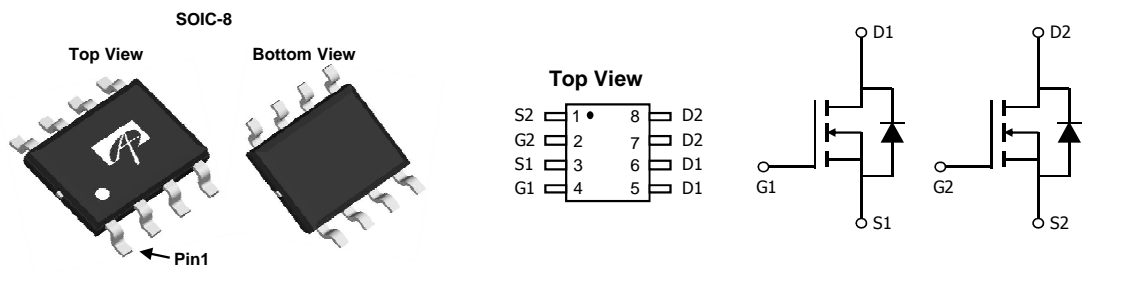 SOIC-8
Top View
Bottom View
Pin1
Top View
S2 1 8 D2
G2 2 7 D2
S1 3 6 D1
G1 4 5 D1
D1
G1
S1
D2
G2
S2